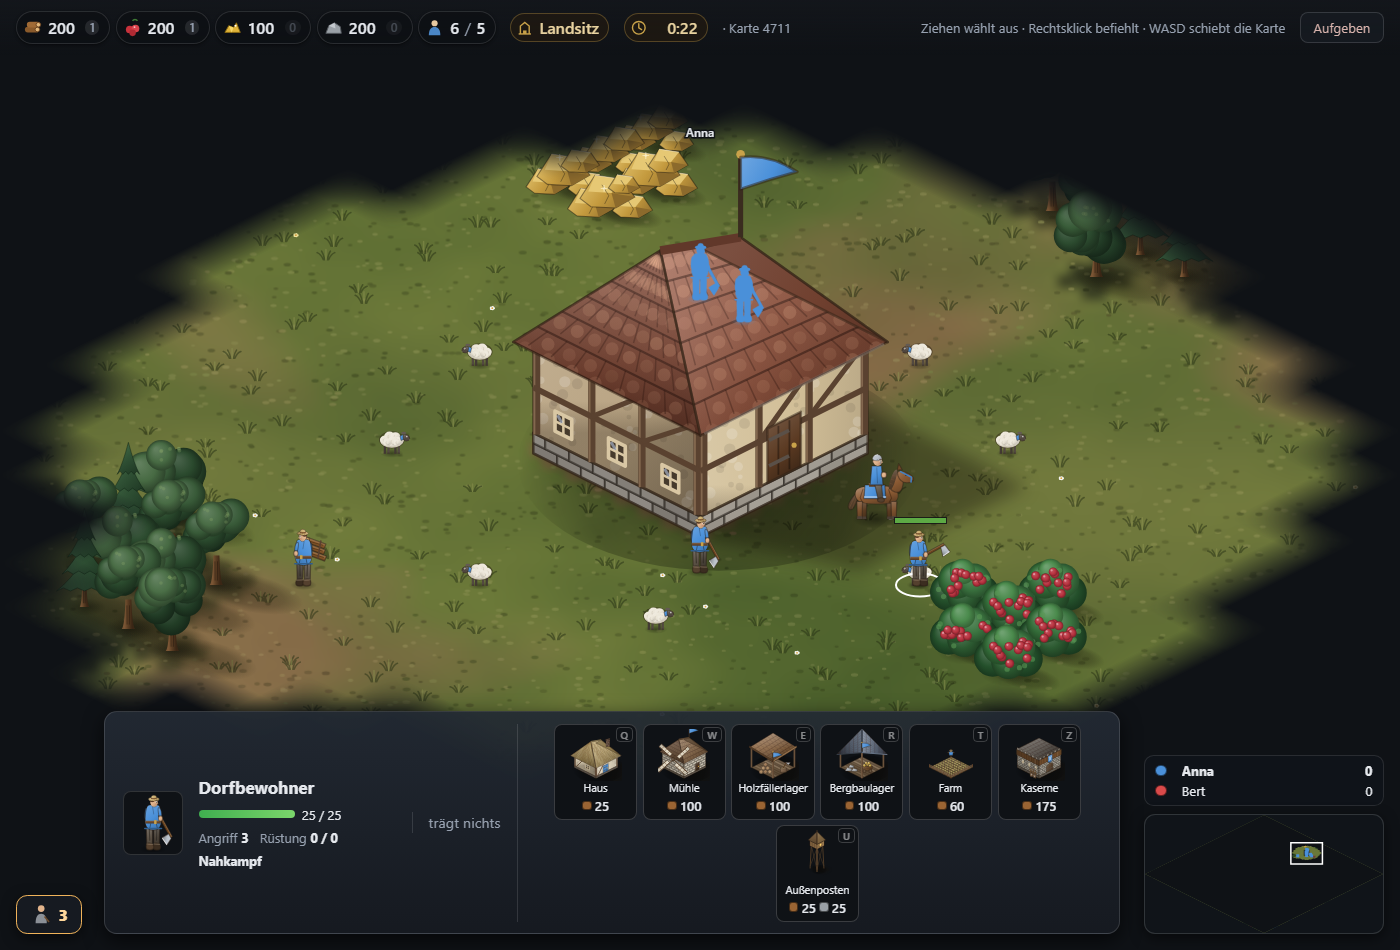 200 1 200 1 100 0 200 0 6 / 5 Landsitz 0:22 · Karte 4711 Ziehen wählt aus · Rechtsklick befiehlt · WASD schiebt die Karte Aufgeben
Anna
Dorfbewohner
25 / 25
Angriff 3 Rüstung 0 / 0
Nahkampf
trägt nichts
Q
Haus
25
W
Mühle
100
E
Holzfällerlager
100
R
Bergbaulager
100
T
Farm
60
Z
Kaserne
175
U
Außenposten
25 25
Anna 0
Bert 0
3